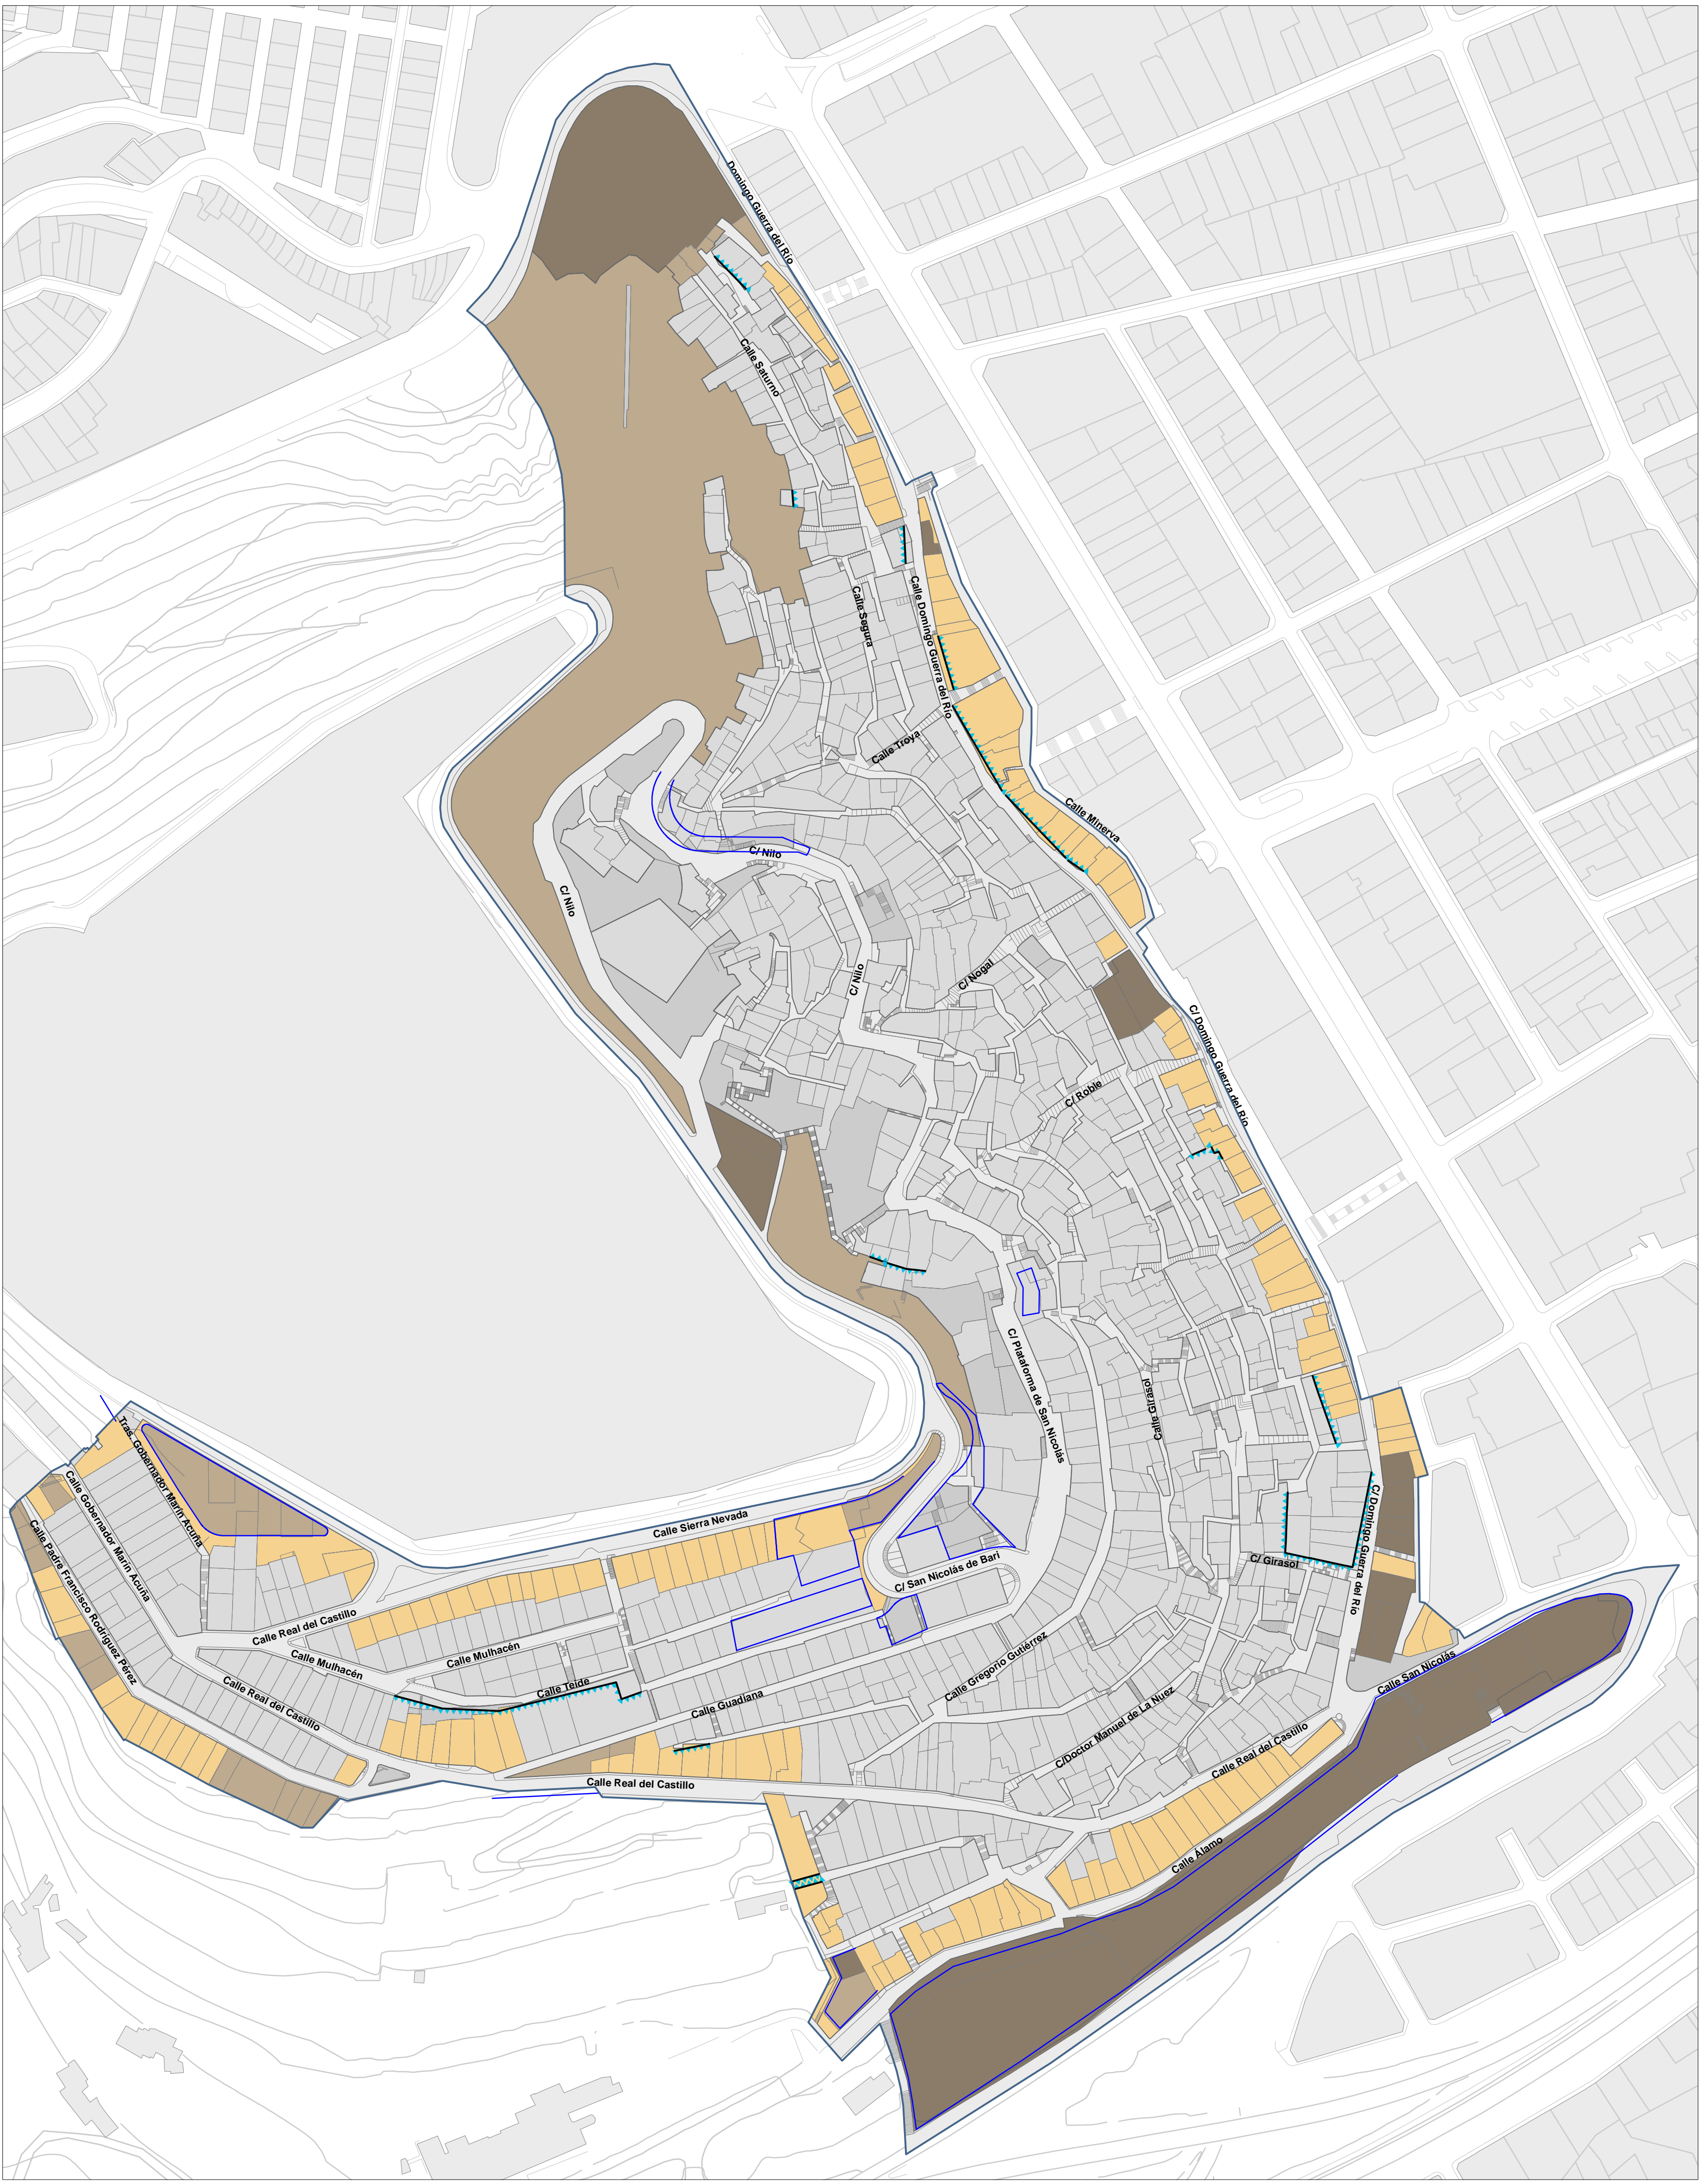 Domingo Guerra del Río
Calle Saturno
Calle Segura
Calle Domingo Guerra del Río
Calle Troya
Calle Minerva
C/ Nilo
C/ Nilo
C/ Nilo
C/ Nogal
C/ Domingo Guerra del Río
C/ Roble
C/ Plataforma de San Nicolás
Calle Girasol
Tras. Gobernador Marín Acuña
Calle Gobernador Marín Acuña
Calle Padre Francisco Rodríguez Pérez
Calle Sierra Nevada
C/ Domingo Guerra del Río
C/ Girasol
C/ San Nicolás de Bari
Calle Real del Castillo
Calle Mulhacén
Calle Mulhacén
Calle Gregorio Gutiérrez
Calle San Nicolás
Calle Teide
Calle Real del Castillo
Calle Guadiana
C/Doctor Manuel de La Nuez
Calle Real del Castillo
Calle Real del Castillo
Calle Álamo